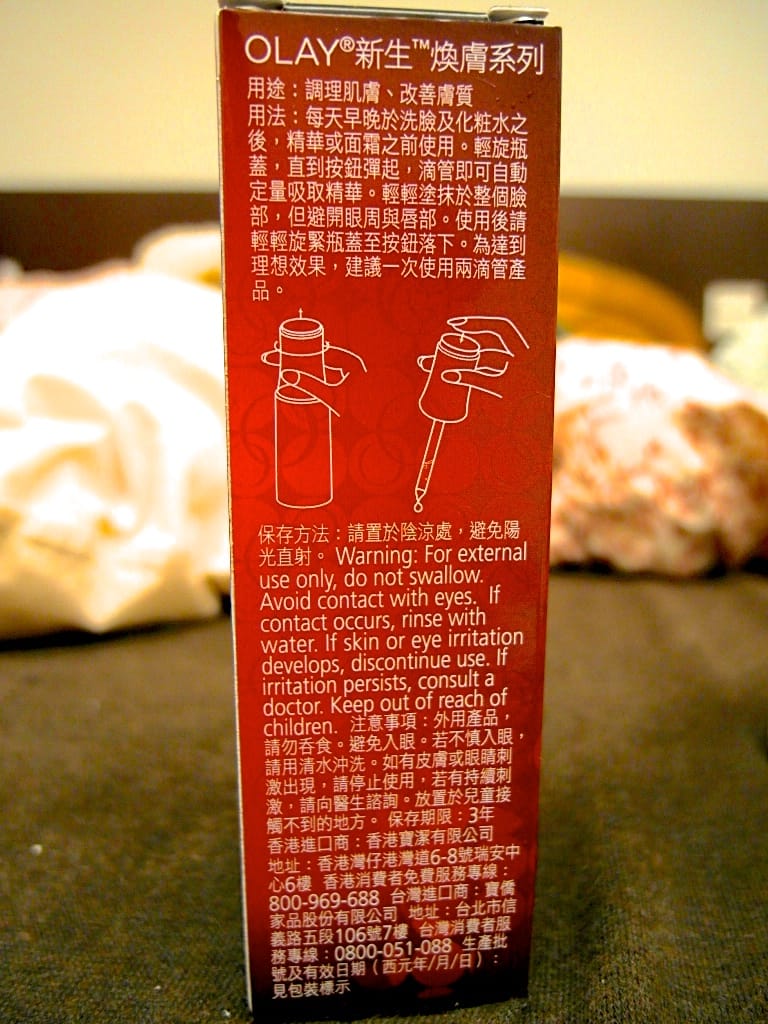 OLAY®新生™煥膚系列
用途：調理肌膚、改善膚質
用法：每天早晚於洗臉及化粧水之
後，精華或面霜之前使用。輕旋瓶
蓋，直到按鈕彈起，滴管即可自動
定量吸取精華。輕輕塗抹於整個臉
部，但避開眼周與唇部。使用後請
輕輕旋緊瓶蓋至按鈕落下。為達到
理想效果，建議一次使用兩滴管產
品。
保存方法：請置於陰涼處，避免陽
光直射。 Warning: For external
use only, do not swallow.
Avoid contact with eyes. If
contact occurs, rinse with
water. If skin or eye irritation
develops, discontinue use. If
irritation persists, consult a
doctor. Keep out of reach of
children. 注意事項：外用產品，
請勿吞食。避免入眼。若不慎入眼，
請用清水沖洗。如有皮膚或眼睛刺
激出現，請停止使用，若有持續刺
激，請向醫生諮詢。放置於兒童接
觸不到的地方。 保存期限：3年
香港進口商：香港寶潔有限公司
地址：香港灣仔港灣道6-8號瑞安中
心6樓 香港消費者免費服務專線：
800-969-688 台灣進口商：寶僑
家品股份有限公司 地址：台北市信
義路五段106號7樓 台灣消費者服
務專線：0800-051-088 生產批
號及有效日期（西元年/月/日）：
見包裝標示